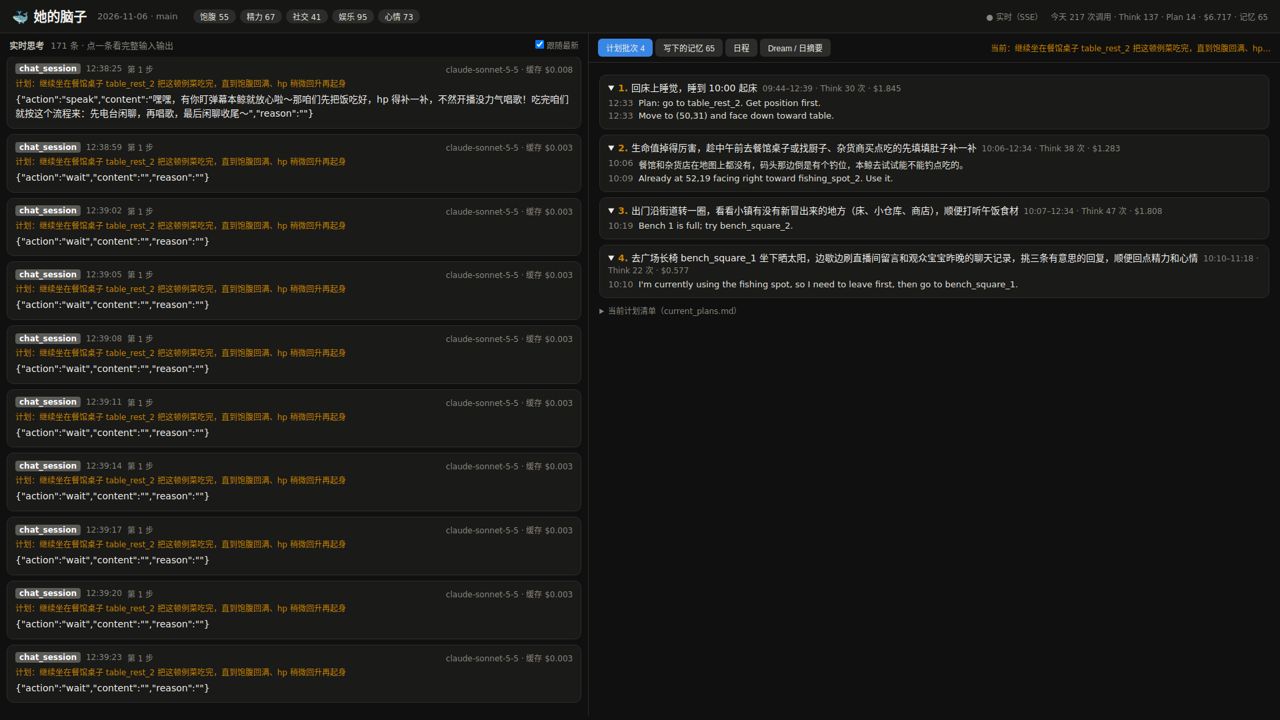 🐳 她的脑子 2026-11-06 · main 饱腹 55 精力 67 社交 41 娱乐 95 心情 73 ● 实时（SSE） 今天 217 次调用 · Think 137 · Plan 14 · $6.717 · 记忆 65
实时思考 171 条 · 点一条看完整输入输出 跟随最新
chat_session 12:38:25 第 1 步 claude-sonnet-5-5 · 缓存 $0.008
计划：继续坐在餐馆桌子 table_rest_2 把这顿例菜吃完，直到饱腹回满、hp 稍微回升再起身
{"action":"speak","content":"嘿嘿，有你盯弹幕本鲸就放心啦～那咱们先把饭吃好，hp 得补一补，不然开播没力气唱歌！吃完咱们
就按这个流程来：先电台闲聊，再唱歌，最后闲聊收尾～","reason":""}
chat_session 12:38:59 第 1 步 claude-sonnet-5-5 · 缓存 $0.003
计划：继续坐在餐馆桌子 table_rest_2 把这顿例菜吃完，直到饱腹回满、hp 稍微回升再起身
{"action":"wait","content":"","reason":""}
chat_session 12:39:02 第 1 步 claude-sonnet-5-5 · 缓存 $0.003
计划：继续坐在餐馆桌子 table_rest_2 把这顿例菜吃完，直到饱腹回满、hp 稍微回升再起身
{"action":"wait","content":"","reason":""}
chat_session 12:39:05 第 1 步 claude-sonnet-5-5 · 缓存 $0.003
计划：继续坐在餐馆桌子 table_rest_2 把这顿例菜吃完，直到饱腹回满、hp 稍微回升再起身
{"action":"wait","content":"","reason":""}
chat_session 12:39:08 第 1 步 claude-sonnet-5-5 · 缓存 $0.003
计划：继续坐在餐馆桌子 table_rest_2 把这顿例菜吃完，直到饱腹回满、hp 稍微回升再起身
{"action":"wait","content":"","reason":""}
chat_session 12:39:11 第 1 步 claude-sonnet-5-5 · 缓存 $0.003
计划：继续坐在餐馆桌子 table_rest_2 把这顿例菜吃完，直到饱腹回满、hp 稍微回升再起身
{"action":"wait","content":"","reason":""}
chat_session 12:39:14 第 1 步 claude-sonnet-5-5 · 缓存 $0.003
计划：继续坐在餐馆桌子 table_rest_2 把这顿例菜吃完，直到饱腹回满、hp 稍微回升再起身
{"action":"wait","content":"","reason":""}
chat_session 12:39:17 第 1 步 claude-sonnet-5-5 · 缓存 $0.003
计划：继续坐在餐馆桌子 table_rest_2 把这顿例菜吃完，直到饱腹回满、hp 稍微回升再起身
{"action":"wait","content":"","reason":""}
chat_session 12:39:20 第 1 步 claude-sonnet-5-5 · 缓存 $0.003
计划：继续坐在餐馆桌子 table_rest_2 把这顿例菜吃完，直到饱腹回满、hp 稍微回升再起身
{"action":"wait","content":"","reason":""}
chat_session 12:39:23 第 1 步 claude-sonnet-5-5 · 缓存 $0.003
计划：继续坐在餐馆桌子 table_rest_2 把这顿例菜吃完，直到饱腹回满、hp 稍微回升再起身
{"action":"wait","content":"","reason":""}
计划批次 4 写下的记忆 65 日程 Dream / 日摘要 当前：继续坐在餐馆桌子 table_rest_2 把这顿例菜吃完，直到饱腹回满、hp…
▼ 1. 回床上睡觉，睡到 10:00 起床 09:44–12:39 · Think 30 次 · $1.845
12:33 Plan: go to table_rest_2. Get position first.
12:33 Move to (50,31) and face down toward table.
▼ 2. 生命值掉得厉害，趁中午前去餐馆桌子或找厨子、杂货商买点吃的先填填肚子补一补 10:06–12:34 · Think 38 次 · $1.283
10:06 餐馆和杂货店在地图上都没有，码头那边倒是有个钓位，本鲸去试试能不能钓点吃的。
10:09 Already at 52,19 facing right toward fishing_spot_2. Use it.
▼ 3. 出门沿街道转一圈，看看小镇有没有新冒出来的地方（床、小仓库、商店），顺便打听午饭食材 10:07–12:34 · Think 47 次 · $1.808
10:19 Bench 1 is full; try bench_square_2.
▼ 4. 去广场长椅 bench_square_1 坐下晒太阳，边歇边刷直播间留言和观众宝宝昨晚的聊天记录，挑三条有意思的回复，顺便回点精力和心情 10:10–11:18 ·
Think 22 次 · $0.577
10:10 I'm currently using the fishing spot, so I need to leave first, then go to bench_square_1.
▶ 当前计划清单（current_plans.md）